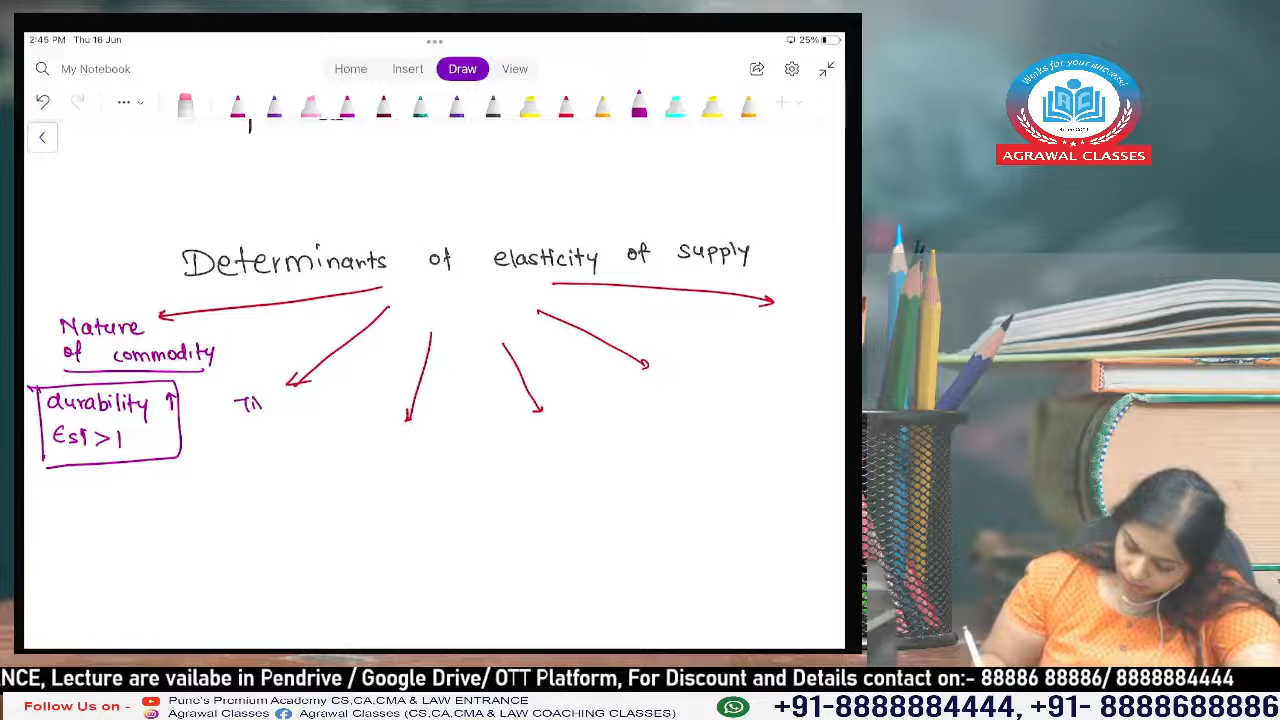 2:45 PM Thu 16 Jun
25%
My Notebook
Home Insert Draw View
Determinants of elasticity of supply
Nature
of commodity
durability ↑
Es↑ > 1
Works for your success!
AC
AGRAWAL CLASSES
ANCE, Lecture are vailabe in Pendrive / Google Drive/ OTT Platform, For Discount and Details contact on:- 88886 88886/ 8888884444
Follow Us on -
Pune's Premium Academy CS,CA,CMA & LAW ENTRANCE
Agrawal Classes (CS,CA,CMA & LAW COACHING CLASSES)
+91-8888884444, +91- 8888688886